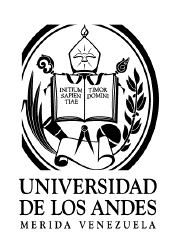 INITIUM TIMOR
SAPIEN DOMINI
TIAE
UNIVERSIDAD
DE LOS ANDES
MERIDA VENEZUELA